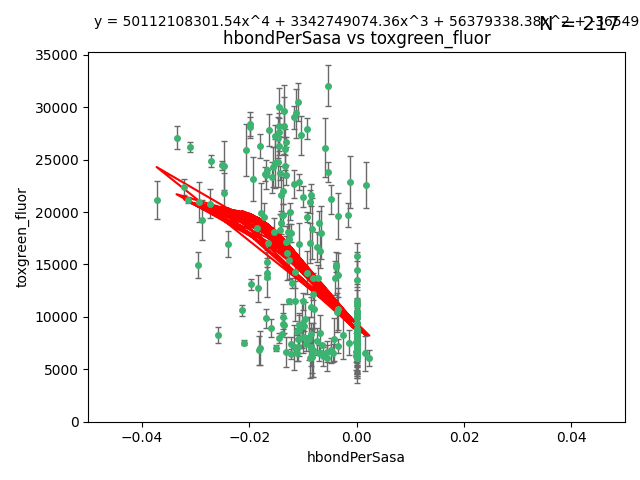 y = 50112108301.54x^4 + 3342749074.36x^3 + 56379338.38x^2 + -36549
N = 217
hbondPerSasa vs toxgreen_fluor
35000
30000
25000
20000
15000
10000
5000
0
toxgreen_fluor
-0.04 -0.02 0.00 0.02 0.04
hbondPerSasa